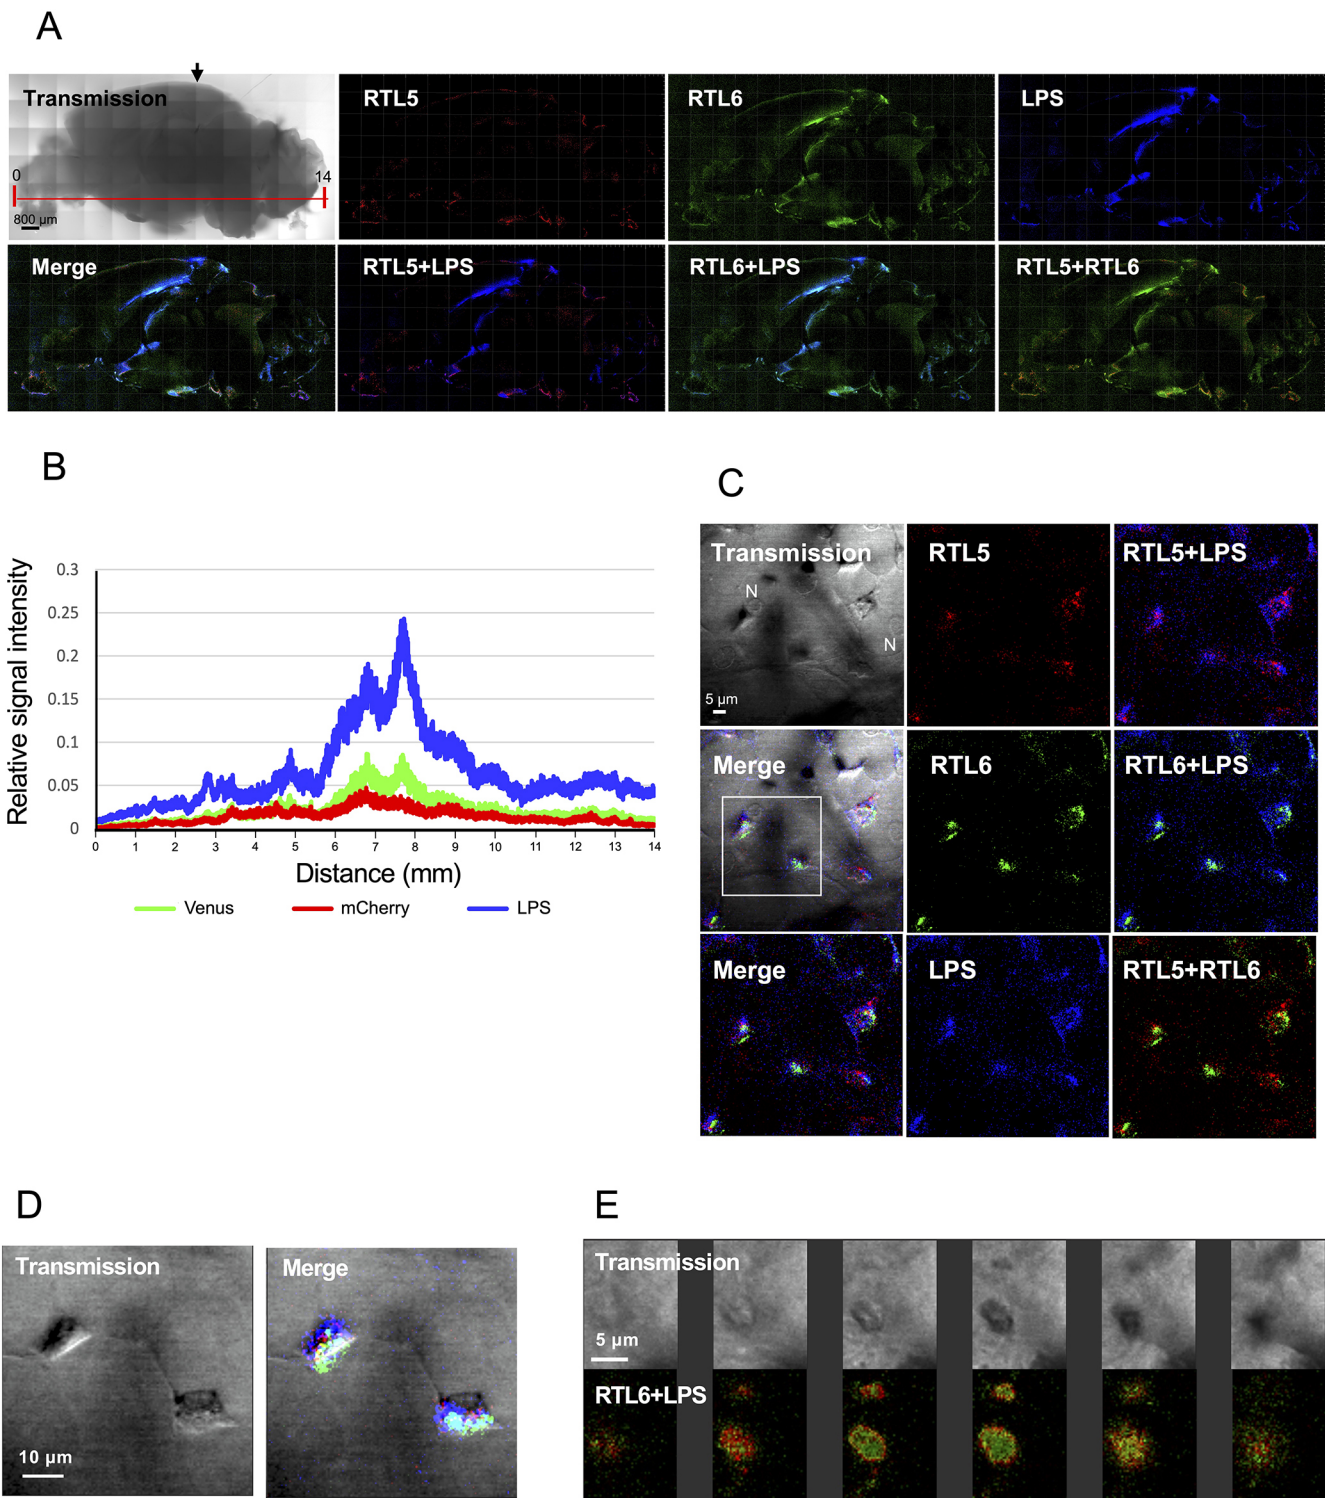 A
Transmission
RTL5
RTL6
LPS
0
14
800 µm
Merge
RTL5+LPS
RTL6+LPS
RTL5+RTL6
B
Relative signal intensity
0.3
0.25
0.2
0.15
0.1
0.05
0
0 1 2 3 4 5 6 7 8 9 10 11 12 13 14
Distance (mm)
Venus mCherry LPS
C
Transmission
RTL5
RTL5+LPS
N
N
5 µm
Merge
RTL6
RTL6+LPS
Merge
LPS
RTL5+RTL6
D
Transmission
Merge
10 µm
E
Transmission
5 µm
RTL6+LPS